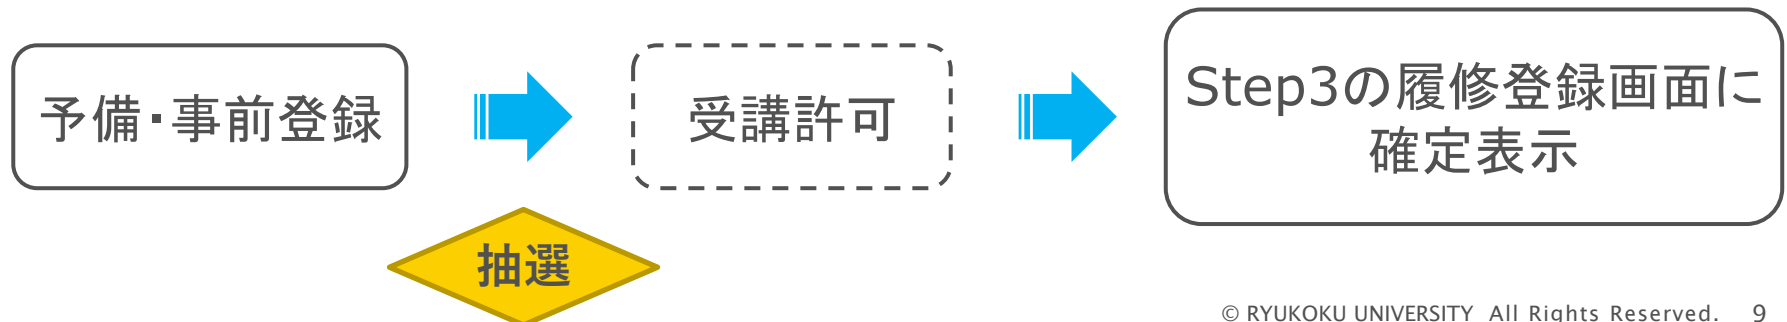 予備・事前登録
受講許可
Step3の履修登録画面に
確定表示
抽選
© RYUKOKU UNIVERSITY All Rights Reserved. 9